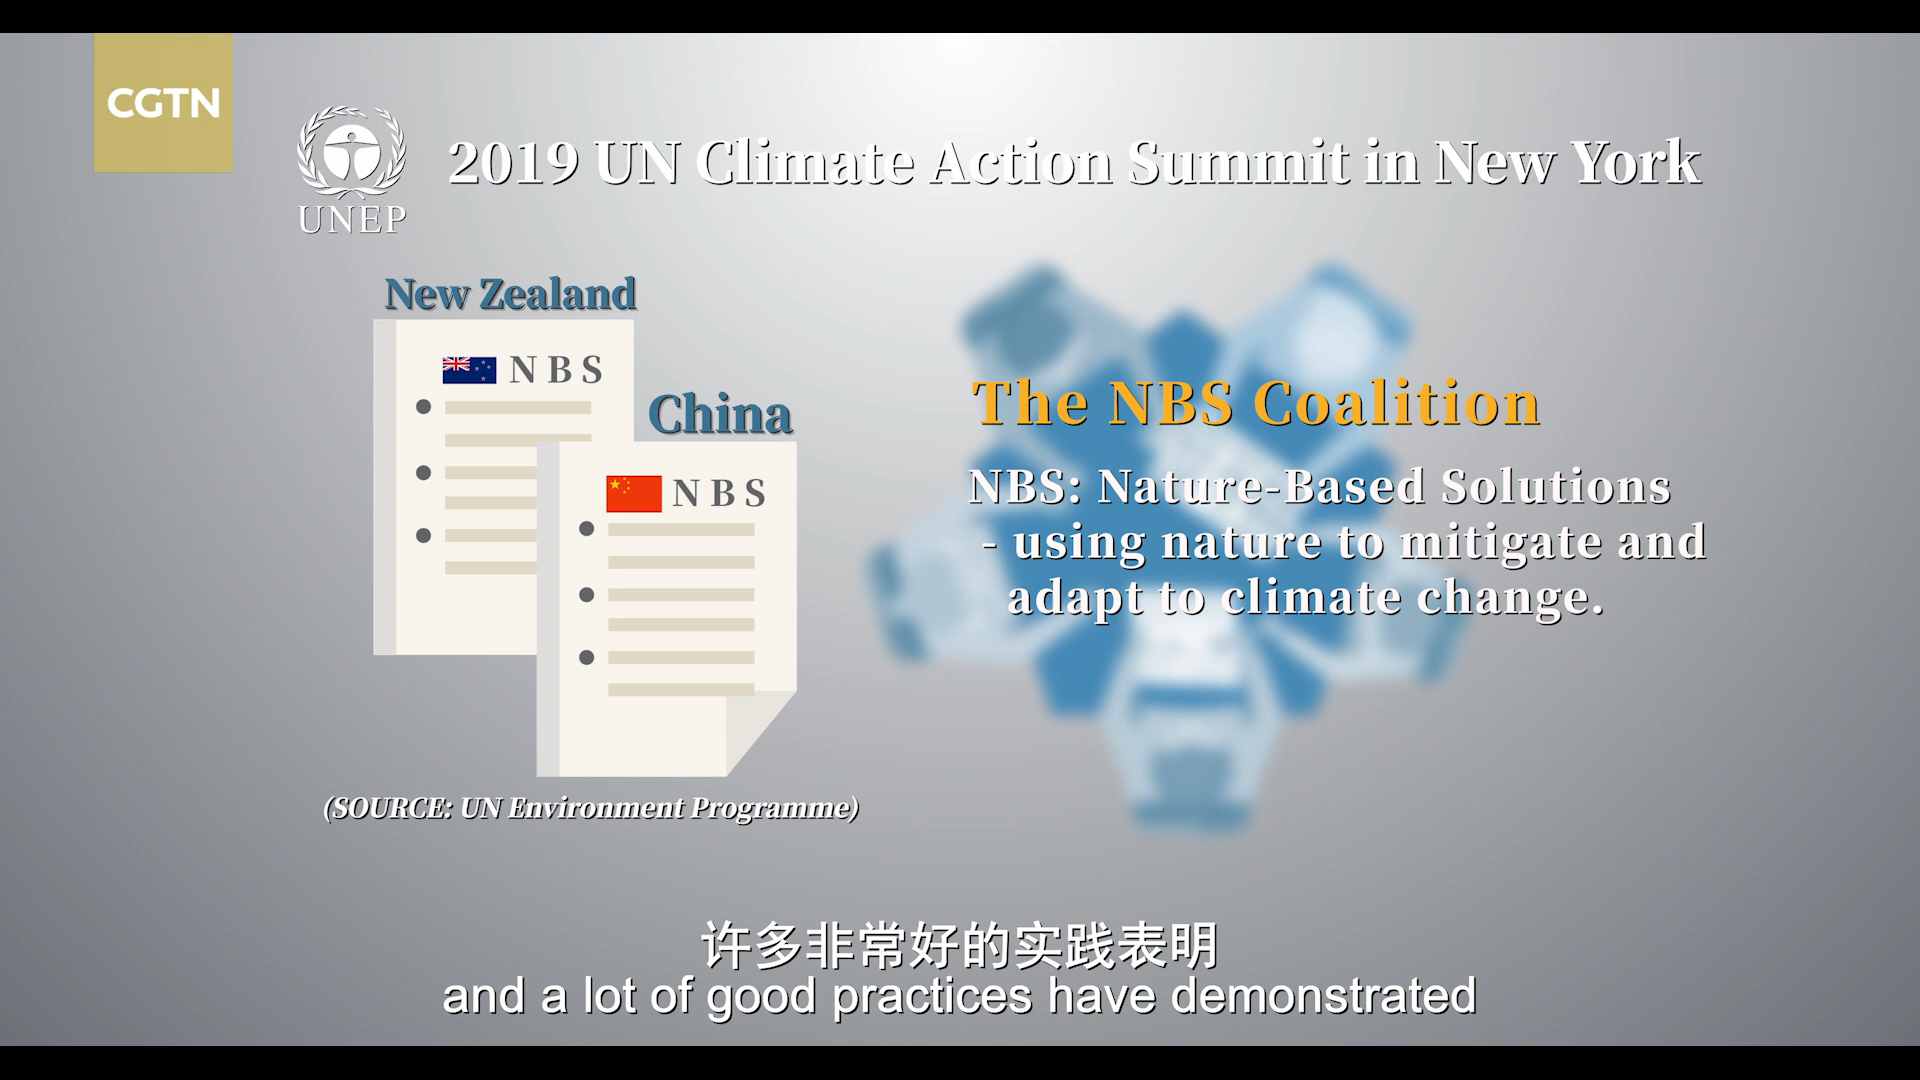 CGTN
UNEP
2019 UN Climate Action Summit in New York
New Zealand
NBS
China
NBS
(SOURCE: UN Environment Programme)
The NBS Coalition
NBS: Nature-Based Solutions
- using nature to mitigate and
adapt to climate change.
许多非常好的实践表明
and a lot of good practices have demonstrated